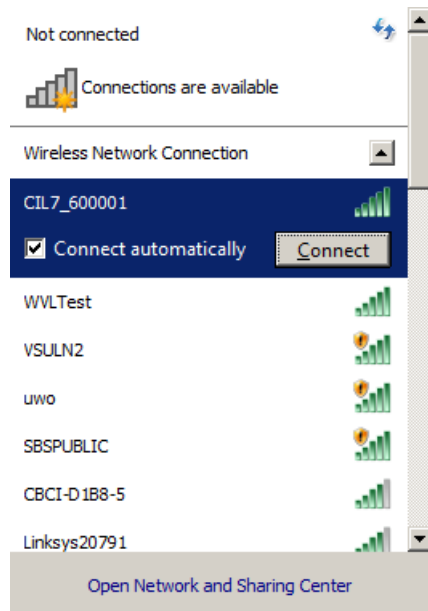 Not connected
Connections are available
Wireless Network Connection
CIL7_600001
Connect automatically
Connect
WVLTest
VSULN2
uwo
SBSPUBLIC
CBCI-D1B8-5
Linksys20791
Open Network and Sharing Center